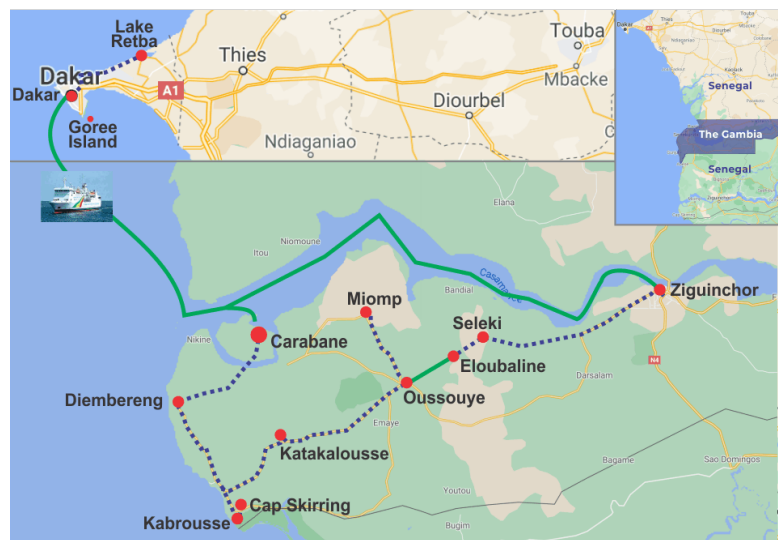 Lake
Retba
Dakar
Dakar
Goree
Island
Thies
A1
Touba
Mbacke
Diourbel
Ndiaganiao
Senegal
The Gambia
Senegal
Elana
Niomoune
Itou
Casamance
Bandial
Miomp
Ziguinchor
Seleki
Nikine
Carabane
Eloubaline
N4
Darsalam
Oussouye
Diembereng
Emaye
Katakalousse
Bagame
Sao Domingos
Youtou
Cap Skirring
Kabrousse
Bugim